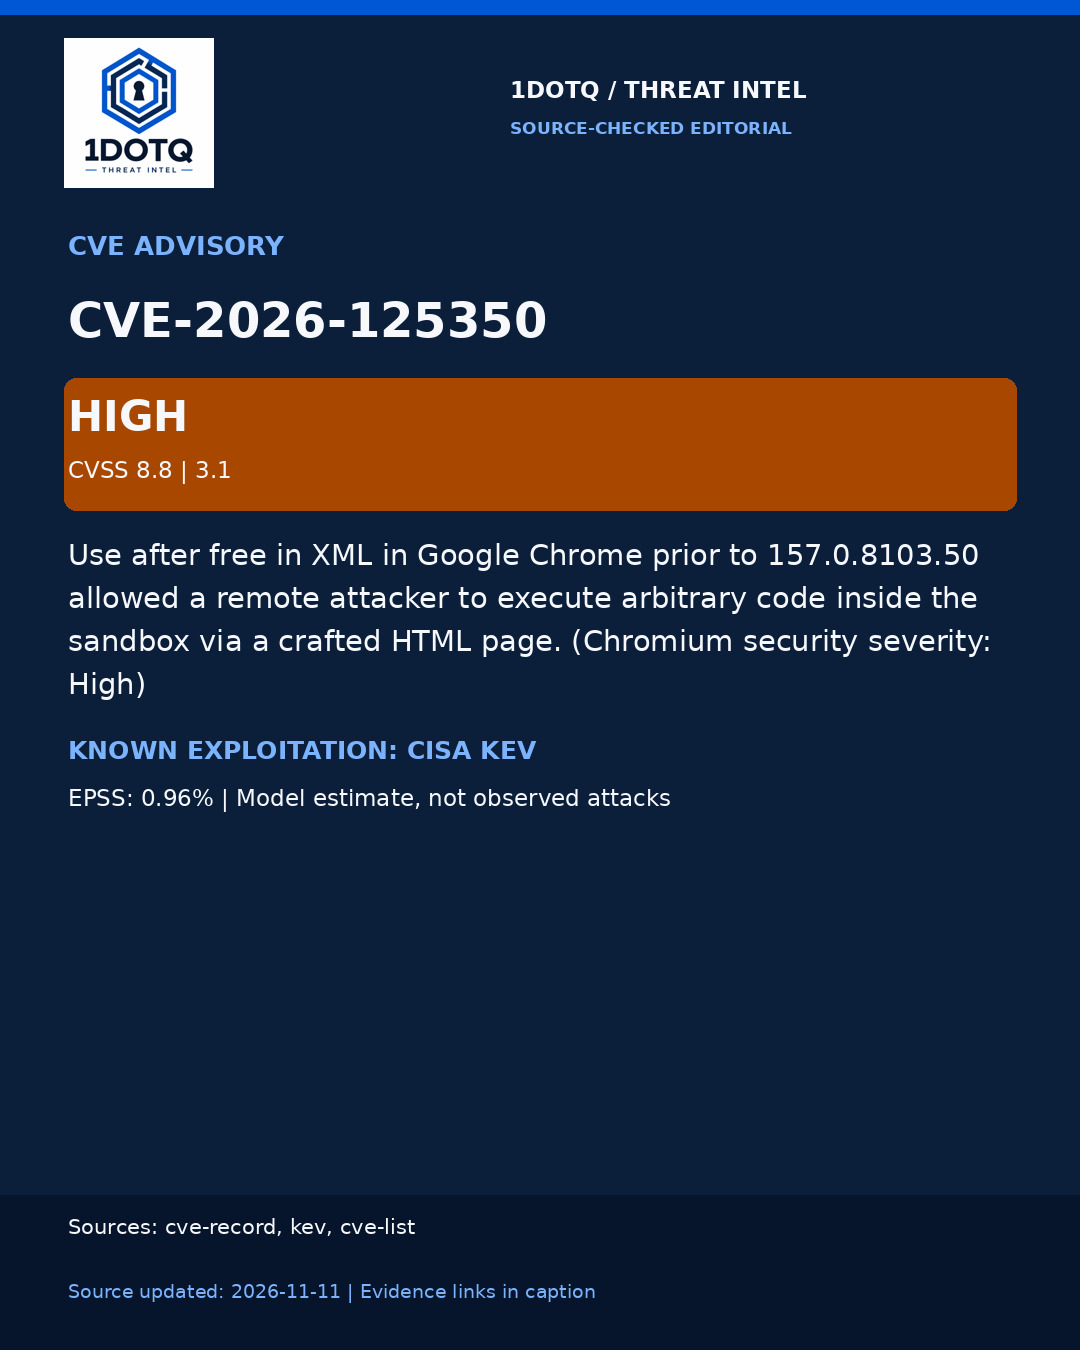 1DOTQ
THREAT INTEL
1DOTQ / THREAT INTEL
SOURCE-CHECKED EDITORIAL
CVE ADVISORY
CVE-2026-125350
HIGH
CVSS 8.8 | 3.1
Use after free in XML in Google Chrome prior to 157.0.8103.50
allowed a remote attacker to execute arbitrary code inside the
sandbox via a crafted HTML page. (Chromium security severity:
High)
KNOWN EXPLOITATION: CISA KEV
EPSS: 0.96% | Model estimate, not observed attacks
Sources: cve-record, kev, cve-list
Source updated: 2026-11-11 | Evidence links in caption